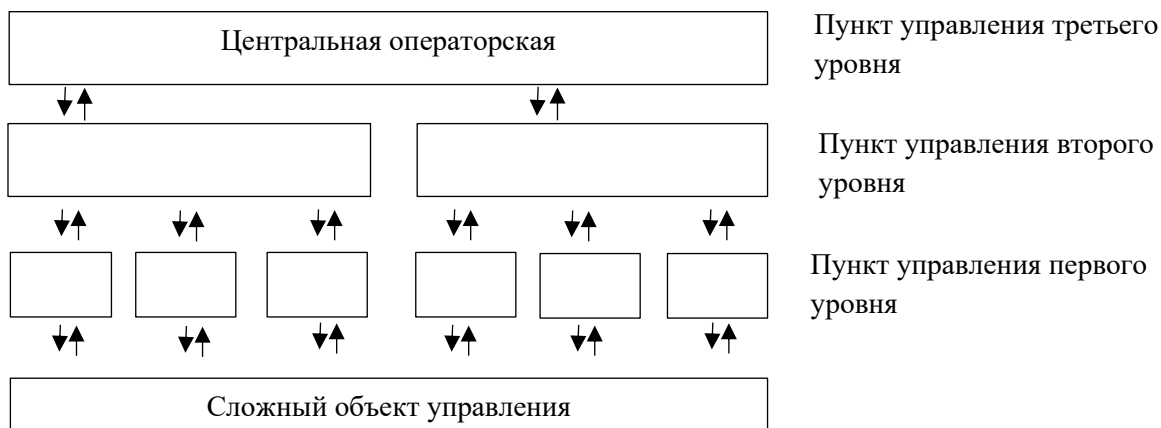 Центральная операторская
Пункт управления третьего
уровня
Пункт управления второго
уровня
Пункт управления первого
уровня
Сложный объект управления